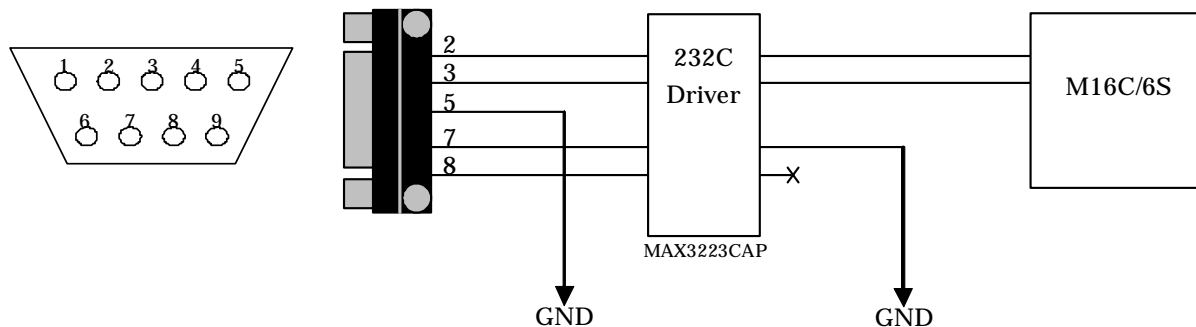 1 2 3 4 5
6 7 8 9
2
3
5
7
8
232C
Driver
MAX3223CAP
M16C/6S
GND
GND